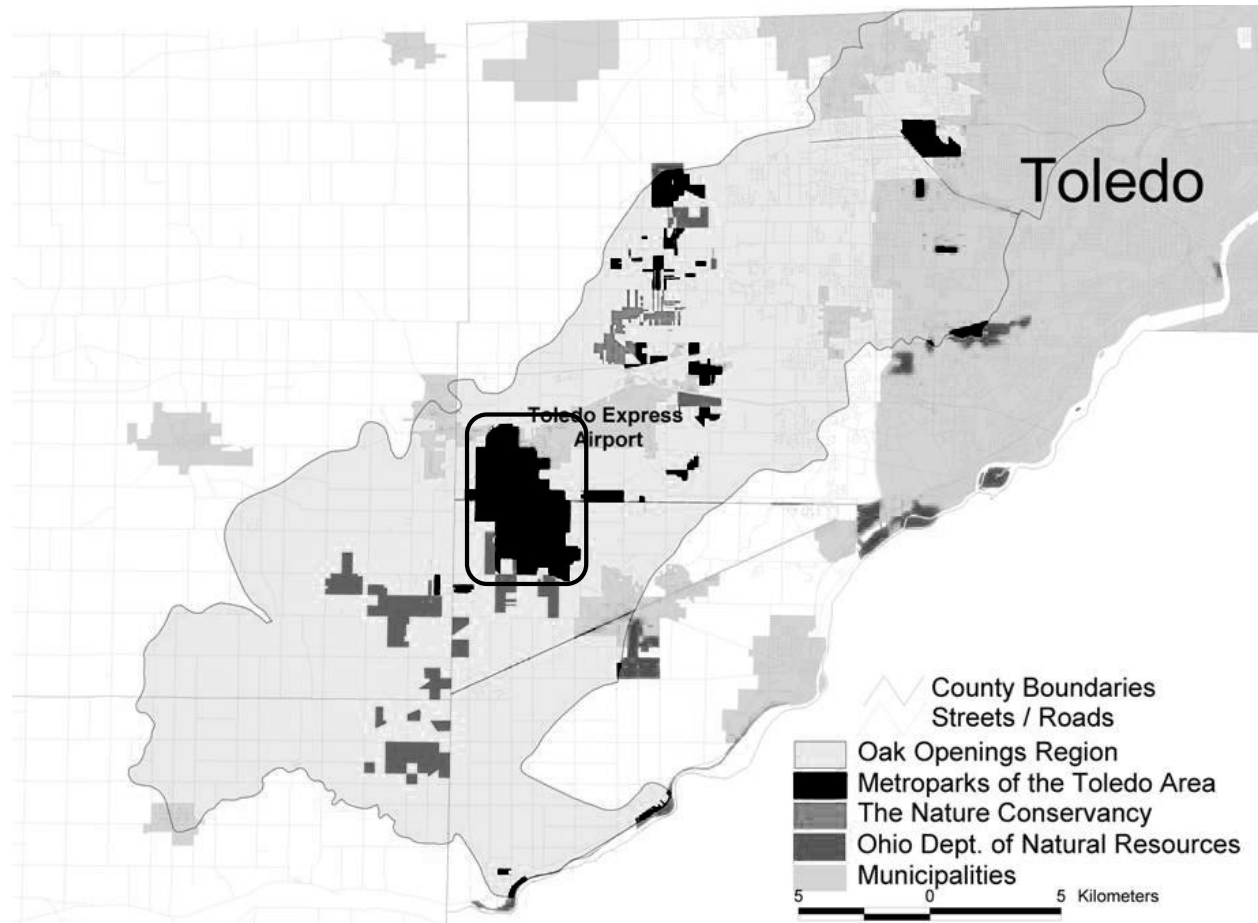 Toledo
Toledo Express
Airport
County Boundaries
Streets / Roads
Oak Openings Region
Metroparks of the Toledo Area
The Nature Conservancy
Ohio Dept. of Natural Resources
Municipalities
5 0 5 Kilometers